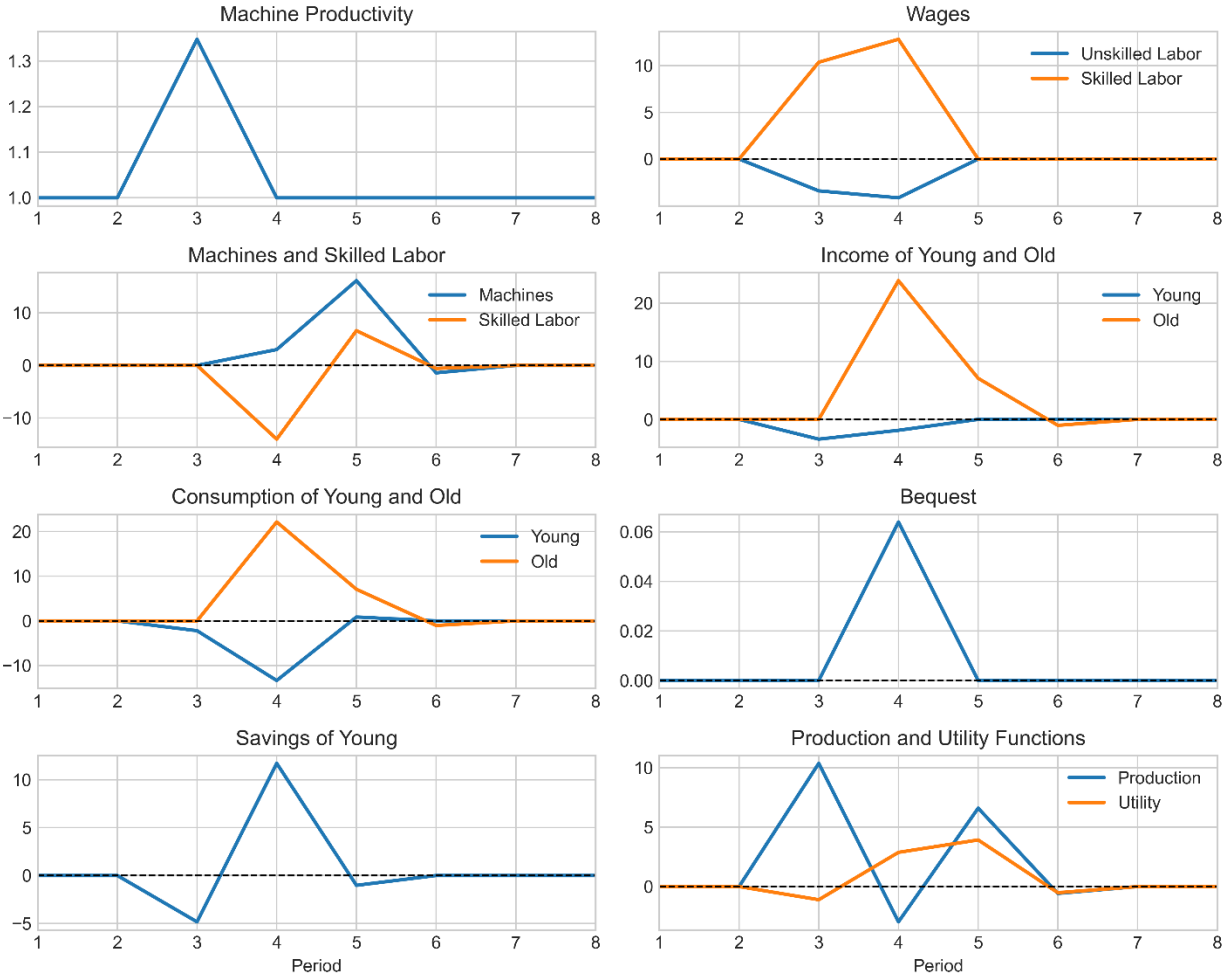 Machine Productivity
1.3
1.2
1.1
1.0
1 2 3 4 5 6 7 8
Wages
Unskilled Labor
Skilled Labor
10
5
0
1 2 3 4 5 6 7 8
Machines and Skilled Labor
Machines
Skilled Labor
10
0
−10
1 2 3 4 5 6 7 8
Income of Young and Old
Young
Old
20
10
0
1 2 3 4 5 6 7 8
Consumption of Young and Old
Young
Old
20
10
0
−10
1 2 3 4 5 6 7 8
Bequest
0.06
0.04
0.02
0.00
1 2 3 4 5 6 7 8
Savings of Young
10
5
0
−5
1 2 3 4 5 6 7 8
Period
Production and Utility Functions
Production
Utility
10
5
0
1 2 3 4 5 6 7 8
Period